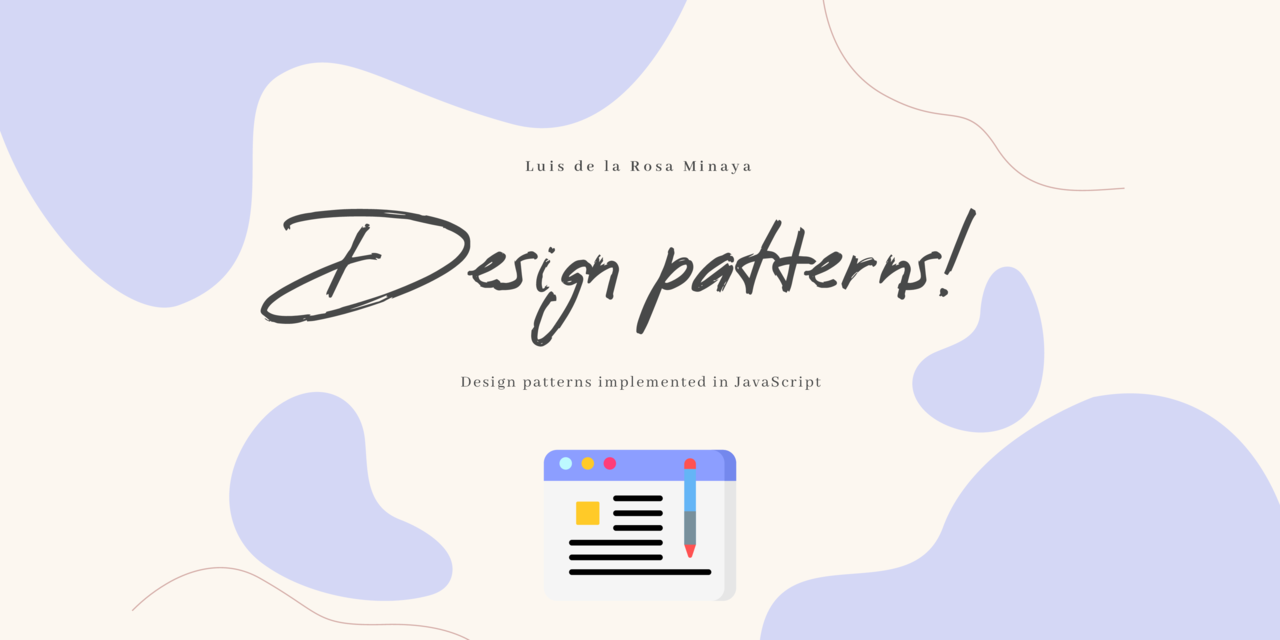 Luis de la Rosa Minaya
Design patterns!
Design patterns implemented in JavaScript